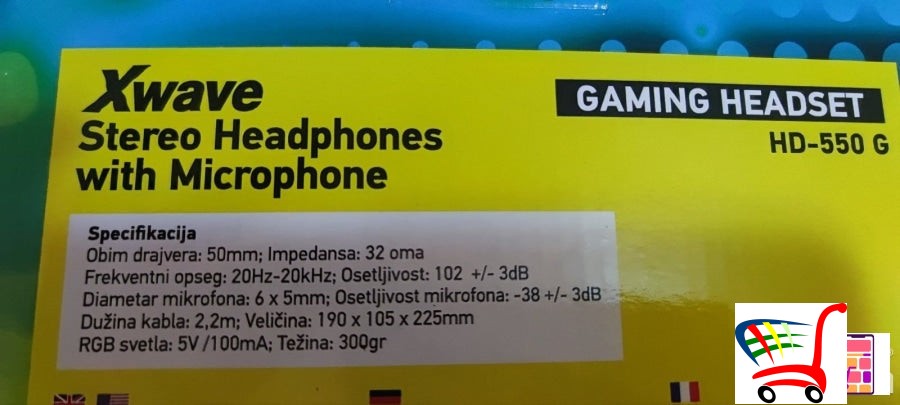 Xwave
Stereo Headphones
with Microphone
GAMING HEADSET
HD-550 G
Specifikacija
Obim drajvera: 50mm; Impedansa: 32 oma
Frekventni opseg: 20Hz-20kHz; Osetljivost: 102 +/- 3dB
Diametar mikrofona: 6 x 5mm; Osetljivost mikrofona: -38 +/- 3dB
Dužina kabla: 2,2m; Veličina: 190 x 105 x 225mm
RGB svetla: 5V /100mA; Težina: 300gr